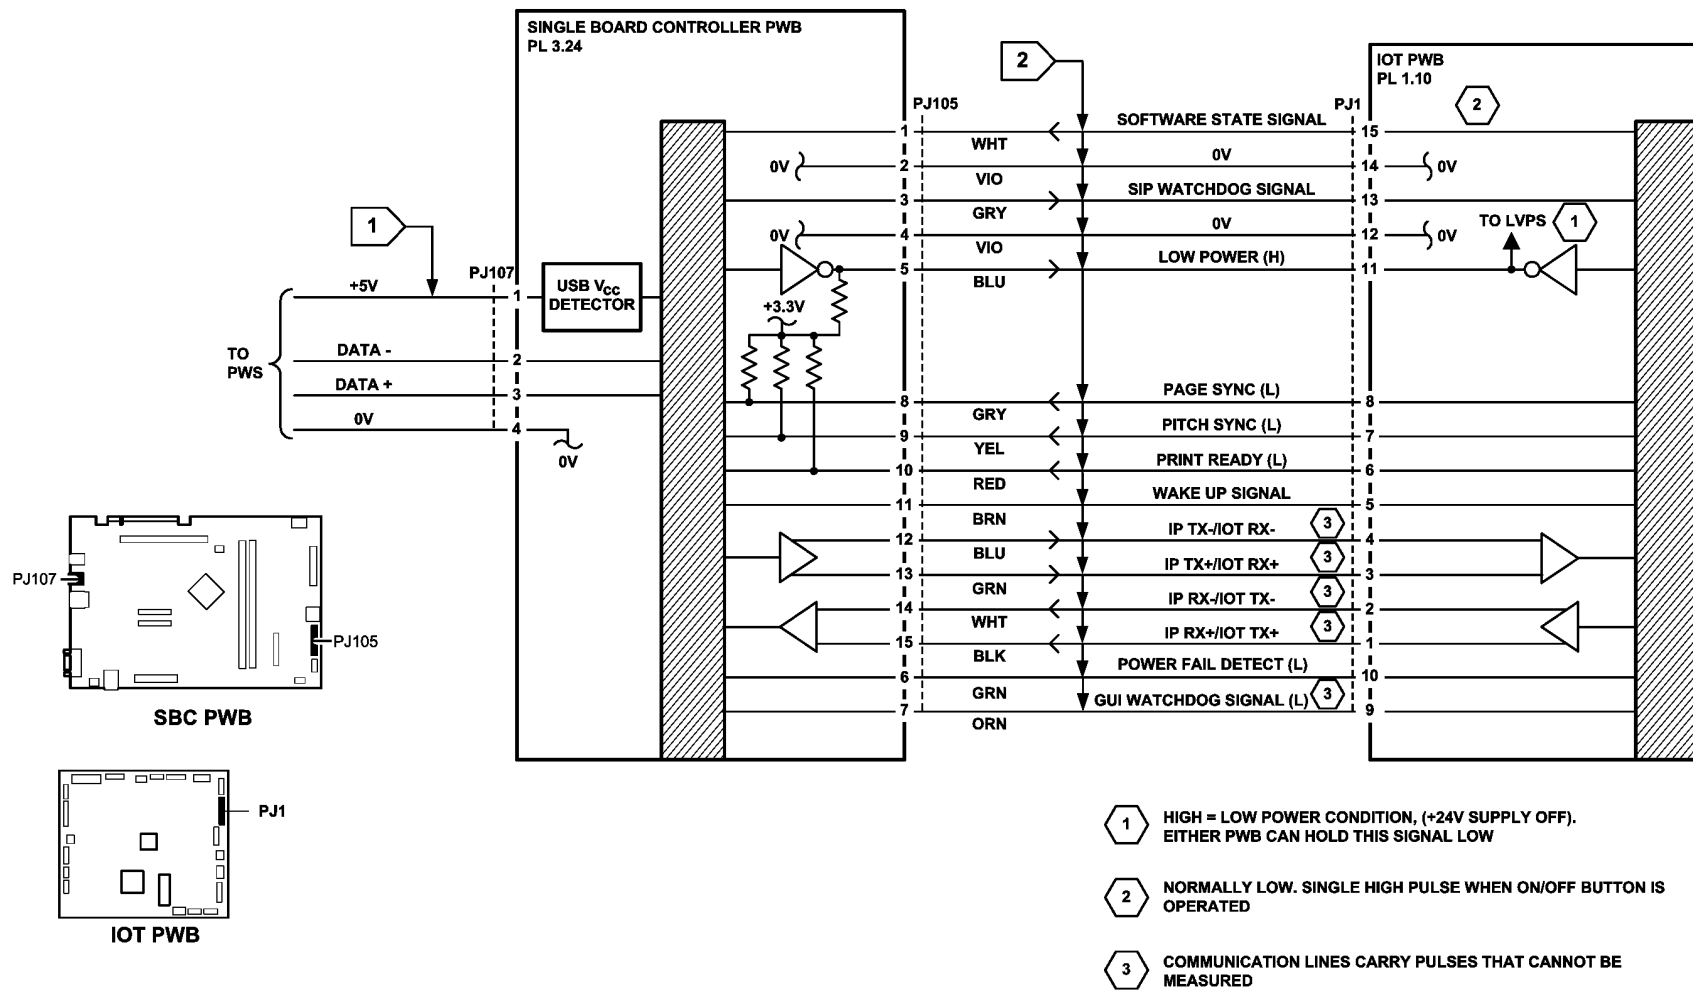 SINGLE BOARD CONTROLLER PWB
PL 3.24
2
IOT PWB
PL 1.10
2
PJ105
PJ1
1
SOFTWARE STATE SIGNAL
15
WHT
0V
2
0V
14
0V
VIO
3
SIP WATCHDOG SIGNAL
13
GRY
0V
4
0V
12
0V
TO LVPS
1
VIO
5
LOW POWER (H)
11
BLU
1
PJ107
+5V
1
USB VCC
DETECTOR
+3.3V
TO
PWS
DATA -
2
DATA +
3
0V
4
0V
8
PAGE SYNC (L)
8
GRY
9
PITCH SYNC (L)
7
YEL
10
PRINT READY (L)
6
RED
11
WAKE UP SIGNAL
5
BRN
12
IP TX-/IOT RX-
3
4
BLU
13
IP TX+/IOT RX+
3
3
GRN
14
IP RX-/IOT TX-
3
2
WHT
15
IP RX+/IOT TX+
3
1
BLK
6
POWER FAIL DETECT (L)
10
GRN
7
GUI WATCHDOG SIGNAL (L)
3
9
ORN
PJ107
PJ105
SBC PWB
PJ1
IOT PWB
1
HIGH = LOW POWER CONDITION, (+24V SUPPLY OFF).
EITHER PWB CAN HOLD THIS SIGNAL LOW
2
NORMALLY LOW. SINGLE HIGH PULSE WHEN ON/OFF BUTTON IS
OPERATED
3
COMMUNICATION LINES CARRY PULSES THAT CANNOT BE
MEASURED